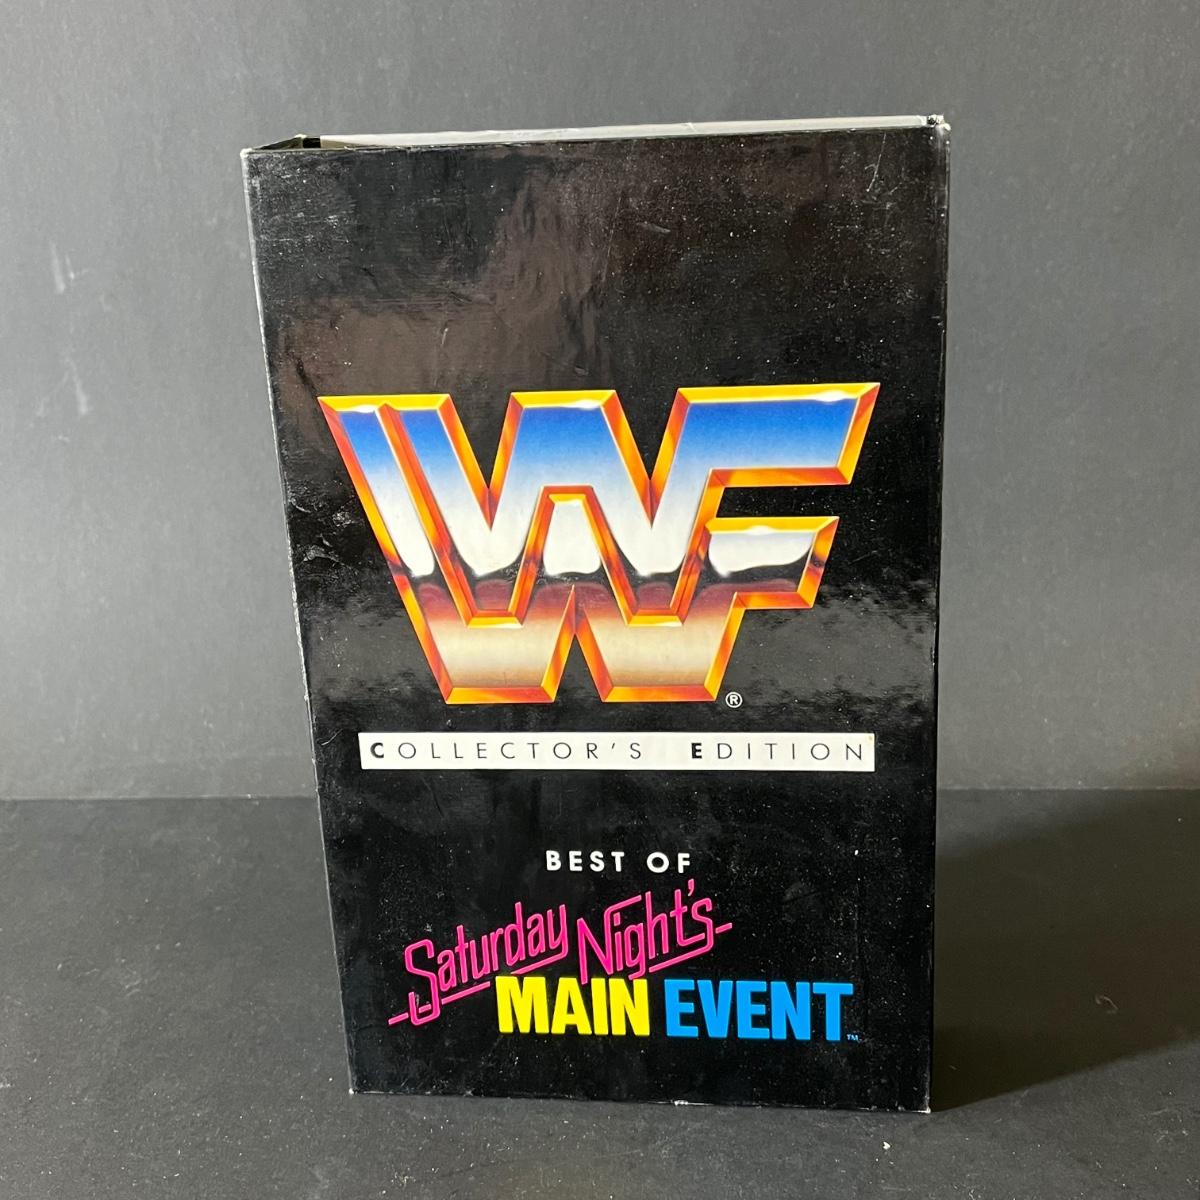 WWF®
COLLECTOR'S EDITION
BEST OF
Saturday Night's
MAIN EVENT™